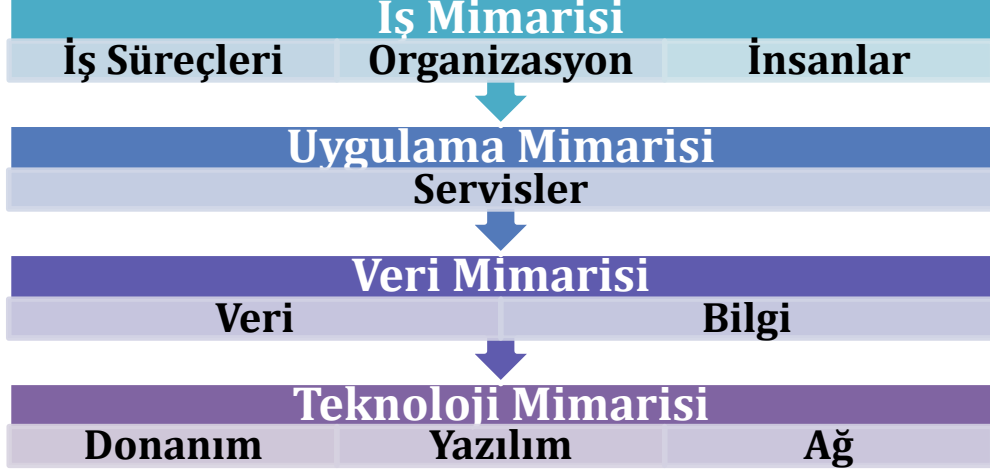 İş Mimarisi
İş Süreçleri Organizasyon İnsanlar
Uygulama Mimarisi
Servisler
Veri Mimarisi
Veri Bilgi
Teknoloji Mimarisi
Donanım Yazılım Ağ